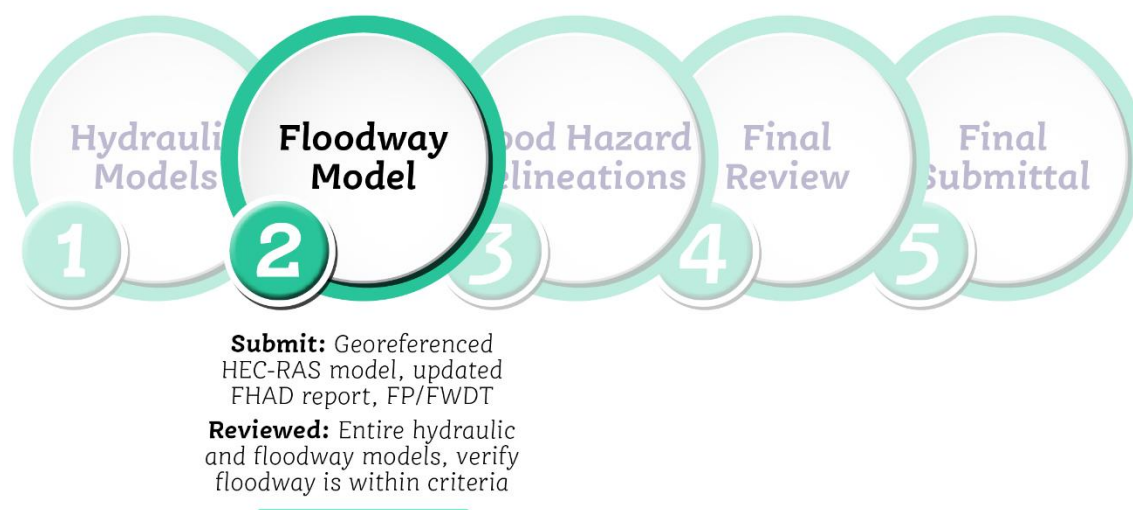 Hydrauli
Models
1
Floodway
Model
2
ood Hazard
elineations
3
Final
Review
4
Final
Submittal
5
Submit: Georeferenced
HEC-RAS model, updated
FHAD report, FP/FWDT
Reviewed: Entire hydraulic
and floodway models, verify
floodway is within criteria